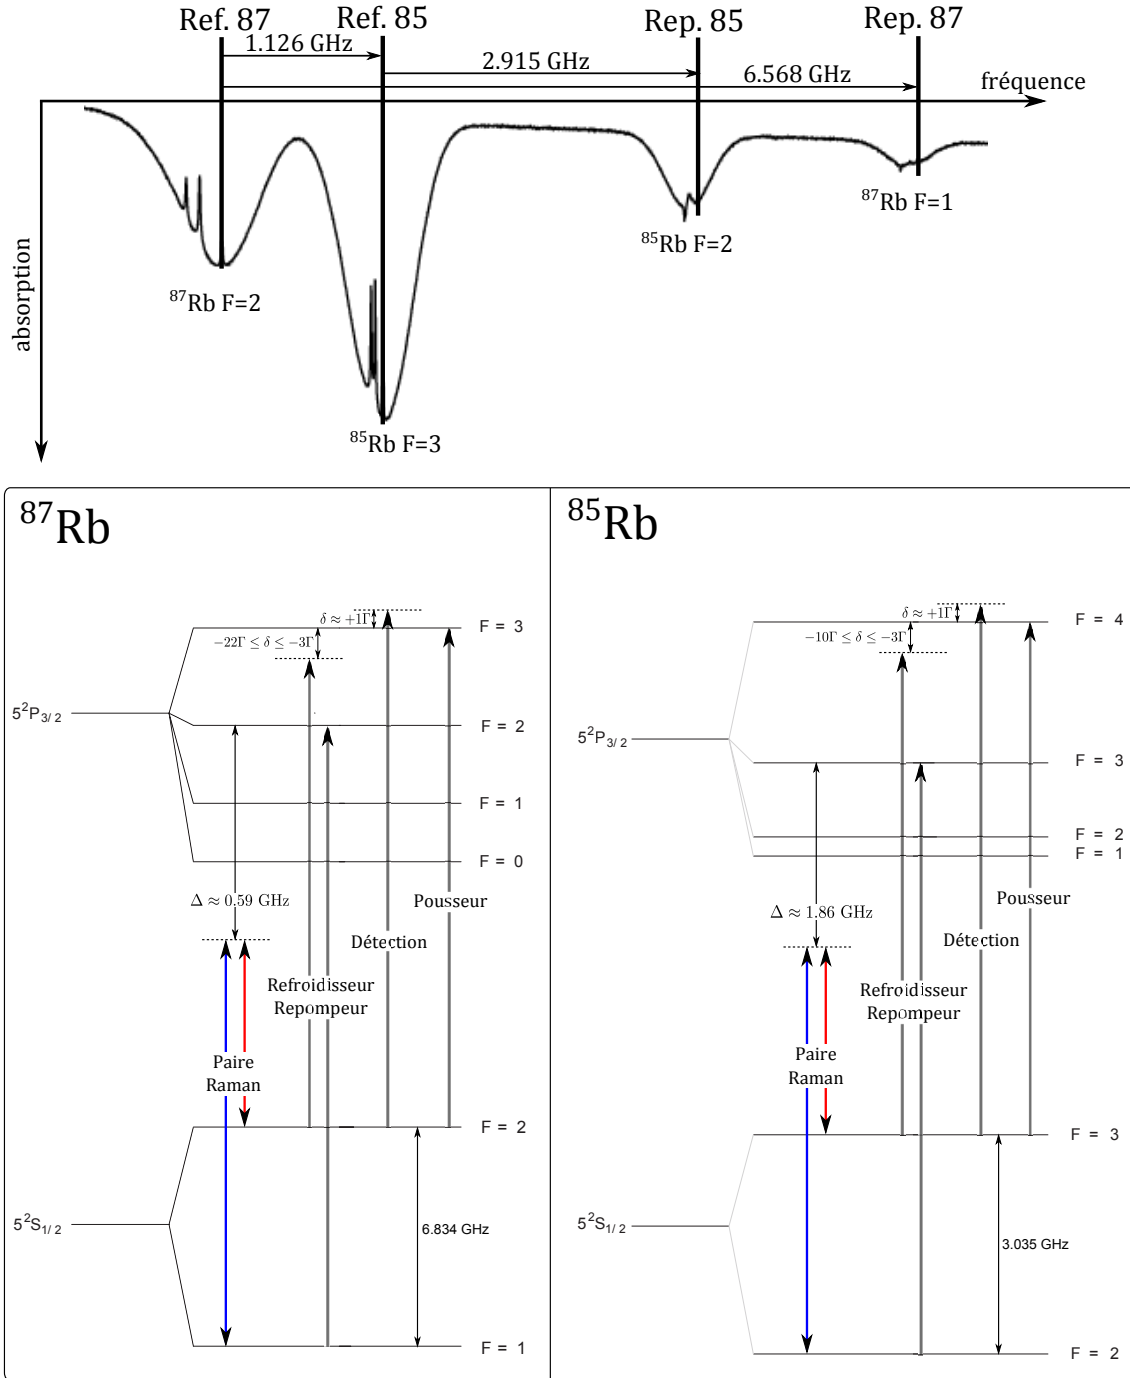 Ref. 87
Ref. 85
Rep. 85
Rep. 87
1.126 GHz
2.915 GHz
6.568 GHz
fréquence
absorption
⁸⁷Rb F=2
⁸⁵Rb F=3
⁸⁵Rb F=2
⁸⁷Rb F=1
⁸⁷Rb
δ ≈ +1Γ
−22Γ ≤ δ ≤ −3Γ
F = 3
5²P₃/₂
F = 2
F = 1
F = 0
Δ ≈ 0.59 GHz
Pousseur
Détection
Refroidisseur
Repompeur
Paire
Raman
F = 2
5²S₁/₂
6.834 GHz
F = 1
⁸⁵Rb
δ ≈ +1Γ
−10Γ ≤ δ ≤ −3Γ
F = 4
5²P₃/₂
F = 3
F = 2
F = 1
Δ ≈ 1.86 GHz
Pousseur
Détection
Refroidisseur
Repompeur
Paire
Raman
F = 3
5²S₁/₂
3.035 GHz
F = 2